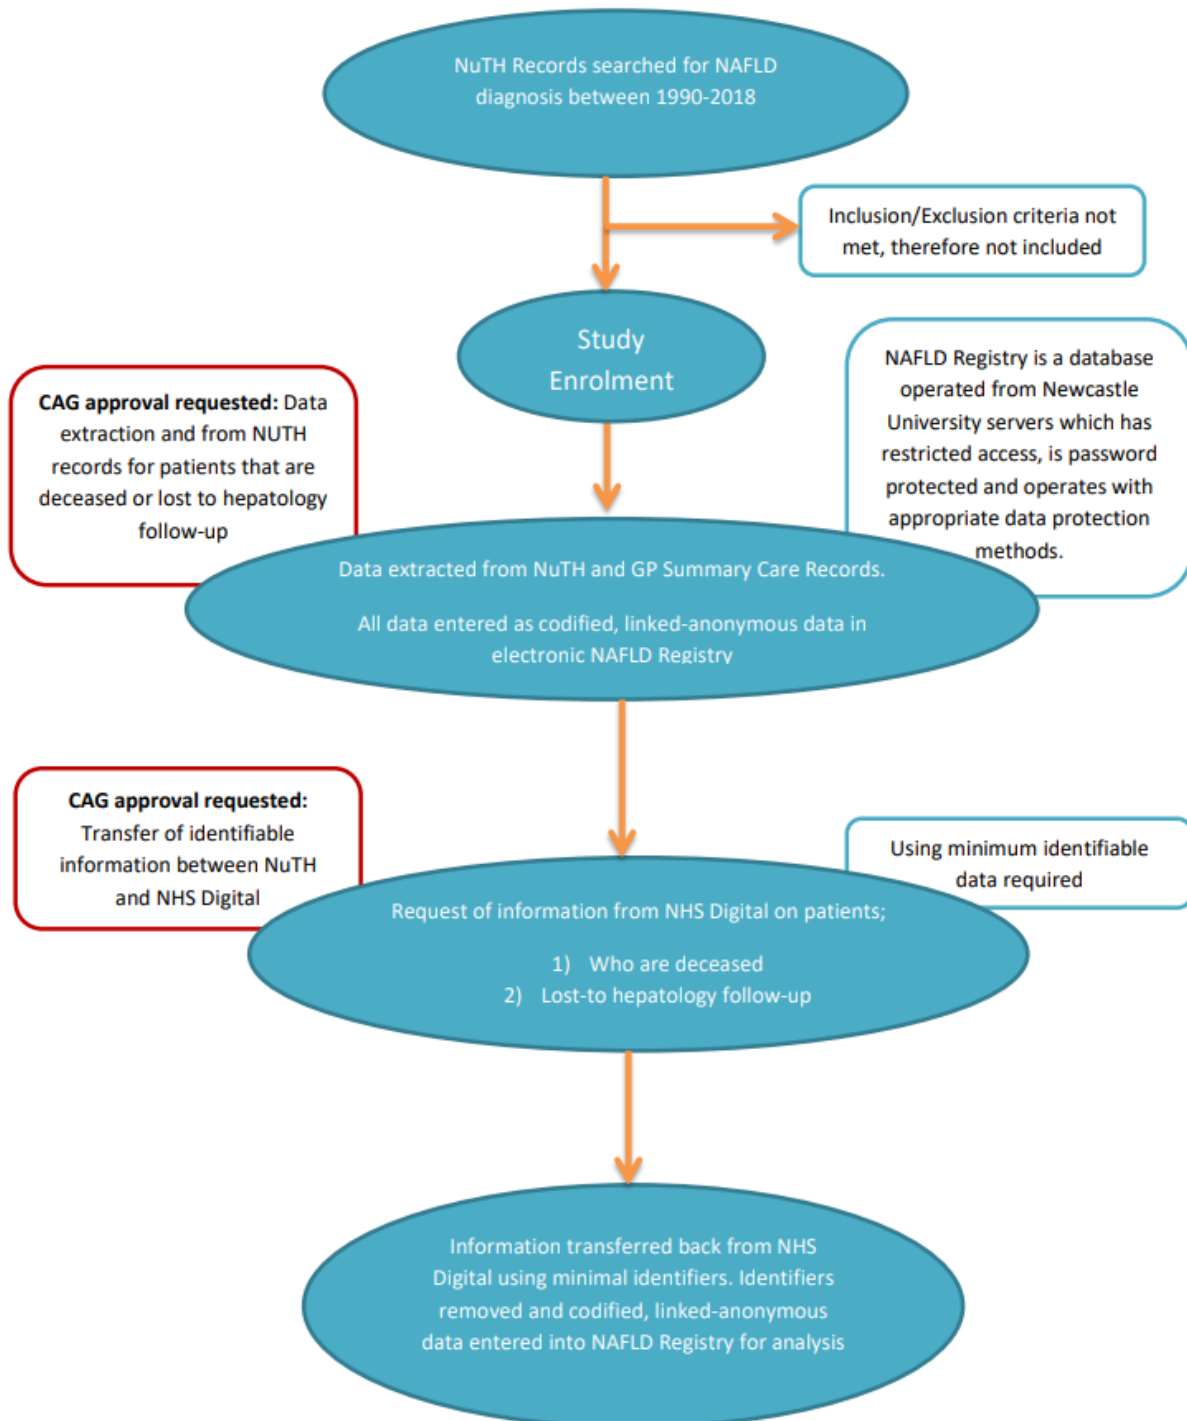 NuTH Records searched for NAFLD
diagnosis between 1990-2018
Inclusion/Exclusion criteria not
met, therefore not included
Study
Enrolment
CAG approval requested: Data
extraction and from NUTH
records for patients that are
deceased or lost to hepatology
follow-up
NAFLD Registry is a database
operated from Newcastle
University servers which has
restricted access, is password
protected and operates with
appropriate data protection
methods.
Data extracted from NuTH and GP Summary Care Records.
All data entered as codified, linked-anonymous data in
electronic NAFLD Registry
CAG approval requested:
Transfer of identifiable
information between NuTH
and NHS Digital
Using minimum identifiable
data required
Request of information from NHS Digital on patients;
1) Who are deceased
2) Lost-to hepatology follow-up
Information transferred back from NHS
Digital using minimal identifiers. Identifiers
removed and codified, linked-anonymous
data entered into NAFLD Registry for analysis